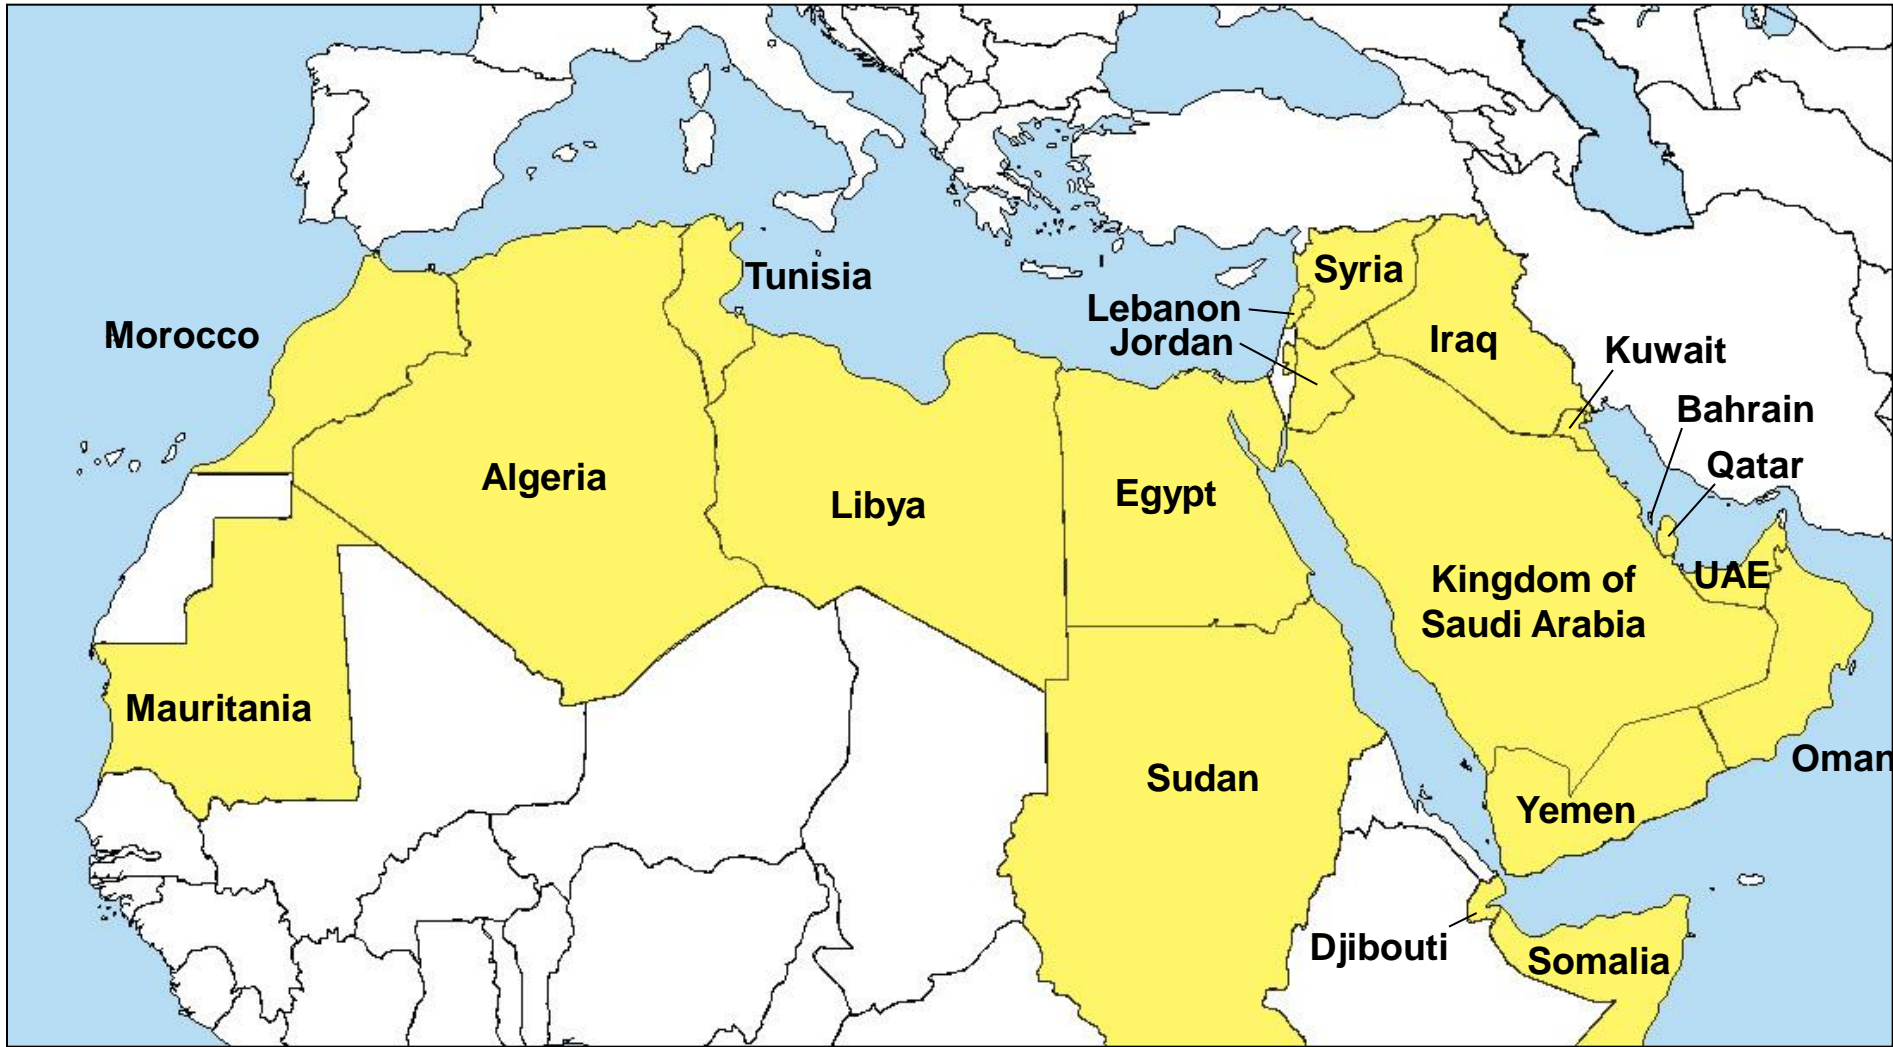 Tunisia
Syria
Lebanon
Morocco
Jordan
Iraq
Kuwait
Bahrain
Qatar
Algeria
Libya
Egypt
Kingdom of
Saudi Arabia
UAE
Mauritania
Oman
Sudan
Yemen
Djibouti
Somalia